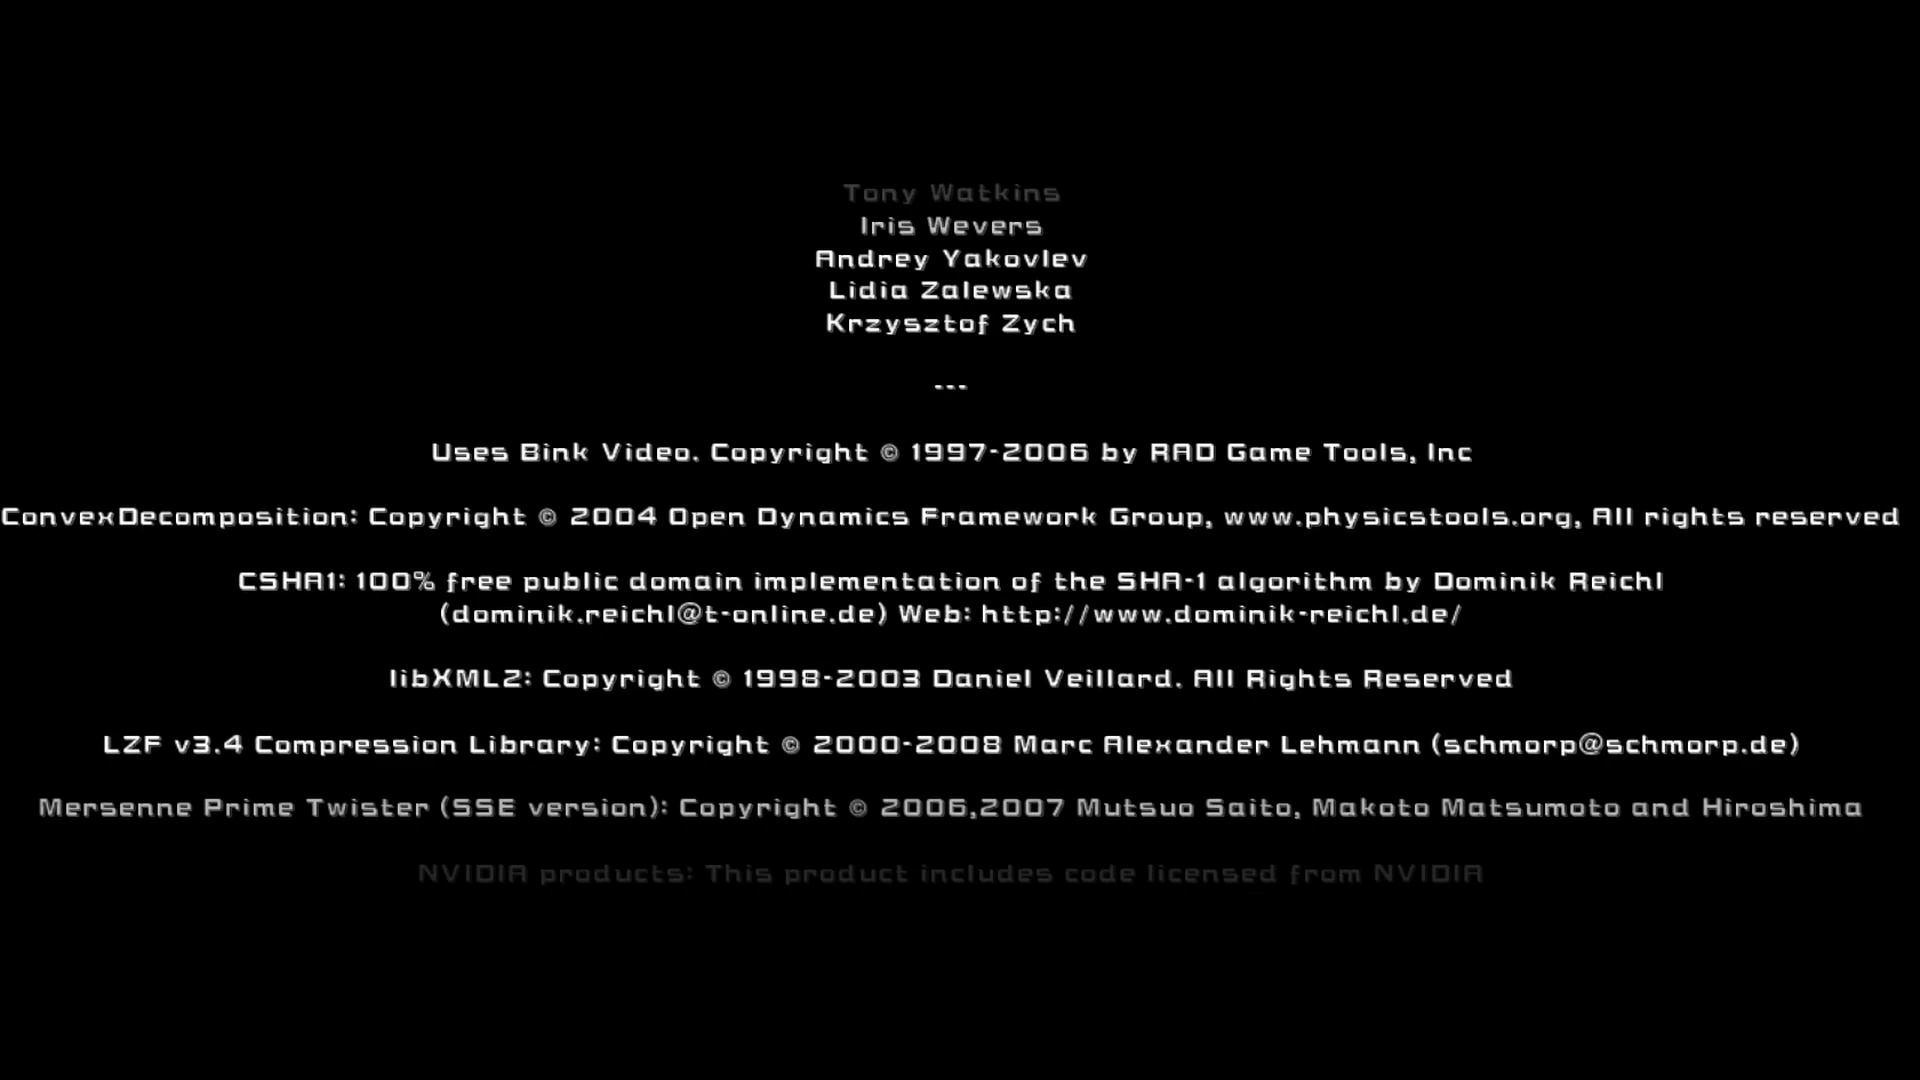 Tony Watkins
Iris Wevers
Andrey Yakovlev
Lidia Zalewska
Krzysztof Zych
---
Uses Bink Video. Copyright © 1997-2006 by RAD Game Tools, Inc
ConvexDecomposition: Copyright © 2004 Open Dynamics Framework Group, www.physicstools.org, All rights reserved
CSHA1: 100% free public domain implementation of the SHA-1 algorithm by Dominik Reichl
(dominik.reichl@t-online.de) Web: http://www.dominik-reichl.de/
libXML2: Copyright © 1998-2003 Daniel Veillard. All Rights Reserved
LZF v3.4 Compression Library: Copyright © 2000-2008 Marc Alexander Lehmann (schmorp@schmorp.de)
Mersenne Prime Twister (SSE version): Copyright © 2006,2007 Mutsuo Saito, Makoto Matsumoto and Hiroshima
NVIDIA products: This product includes code licensed from NVIDIA